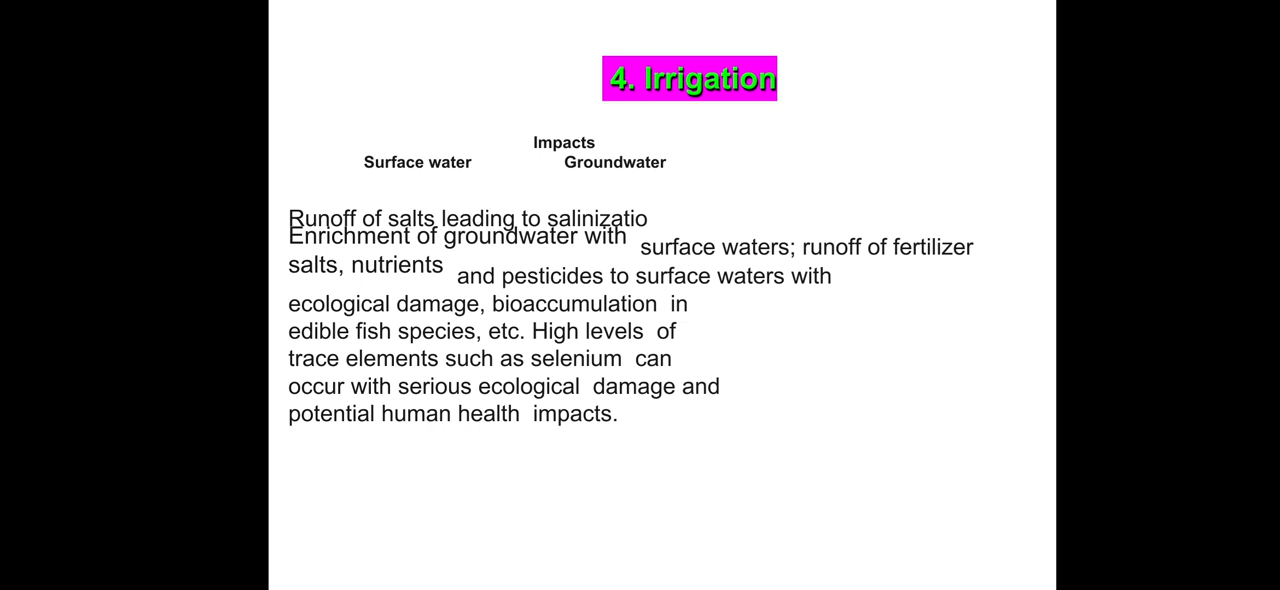 4. Irrigation
Impacts
Surface water Groundwater
Runoff of salts leading to salinizatio
Enrichment of groundwater with surface waters; runoff of fertilizer
salts, nutrients and pesticides to surface waters with
ecological damage, bioaccumulation in
edible fish species, etc. High levels of
trace elements such as selenium can
occur with serious ecological damage and
potential human health impacts.